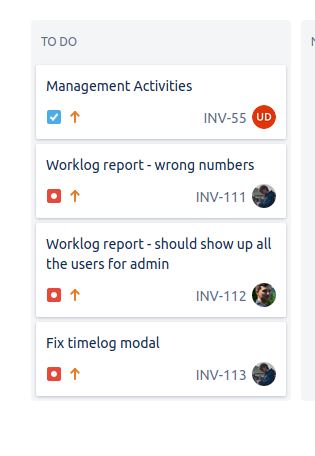 TO DO
Management Activities
INV-55 UD
Worklog report - wrong numbers
INV-111
Worklog report - should show up all
the users for admin
INV-112
Fix timelog modal
INV-113